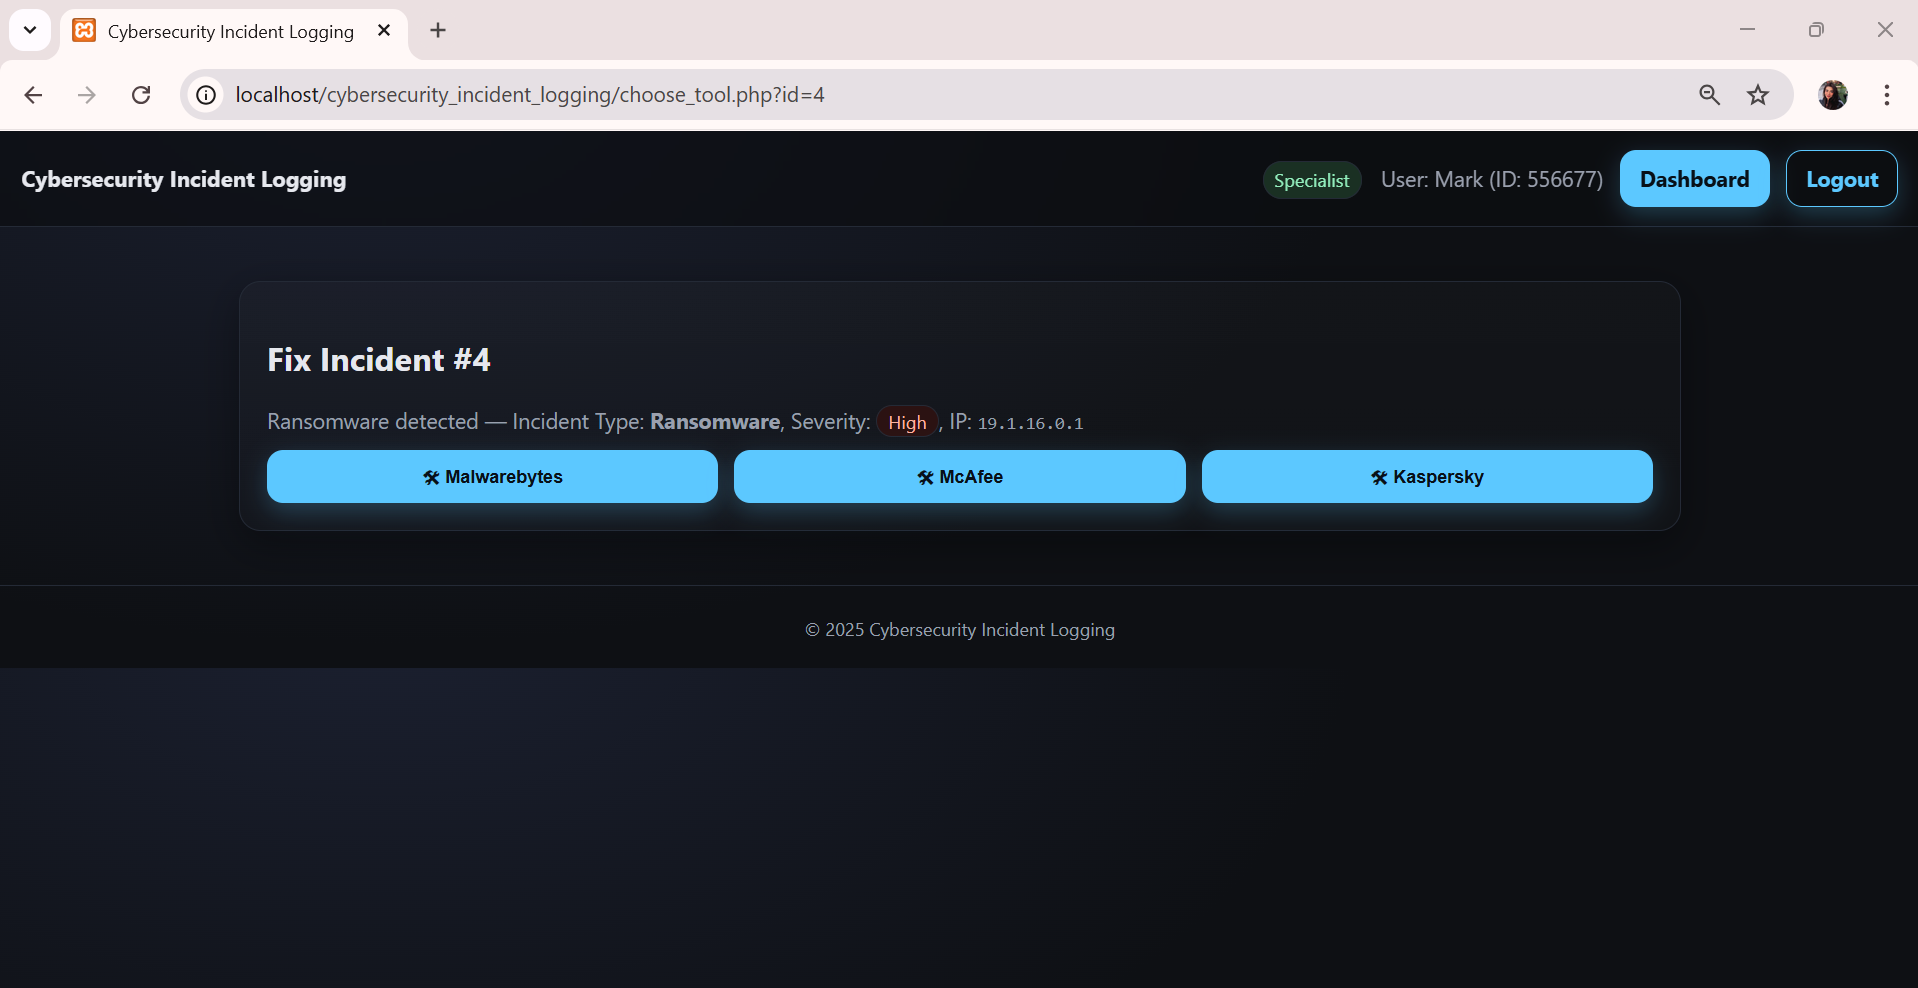 Cybersecurity Incident Logging
localhost/cybersecurity_incident_logging/choose_tool.php?id=4
Cybersecurity Incident Logging
Specialist
User: Mark (ID: 556677)
Dashboard
Logout
Fix Incident #4
Ransomware detected — Incident Type: Ransomware, Severity: High, IP: 19.1.16.0.1
🛠 Malwarebytes
🛠 McAfee
🛠 Kaspersky
© 2025 Cybersecurity Incident Logging